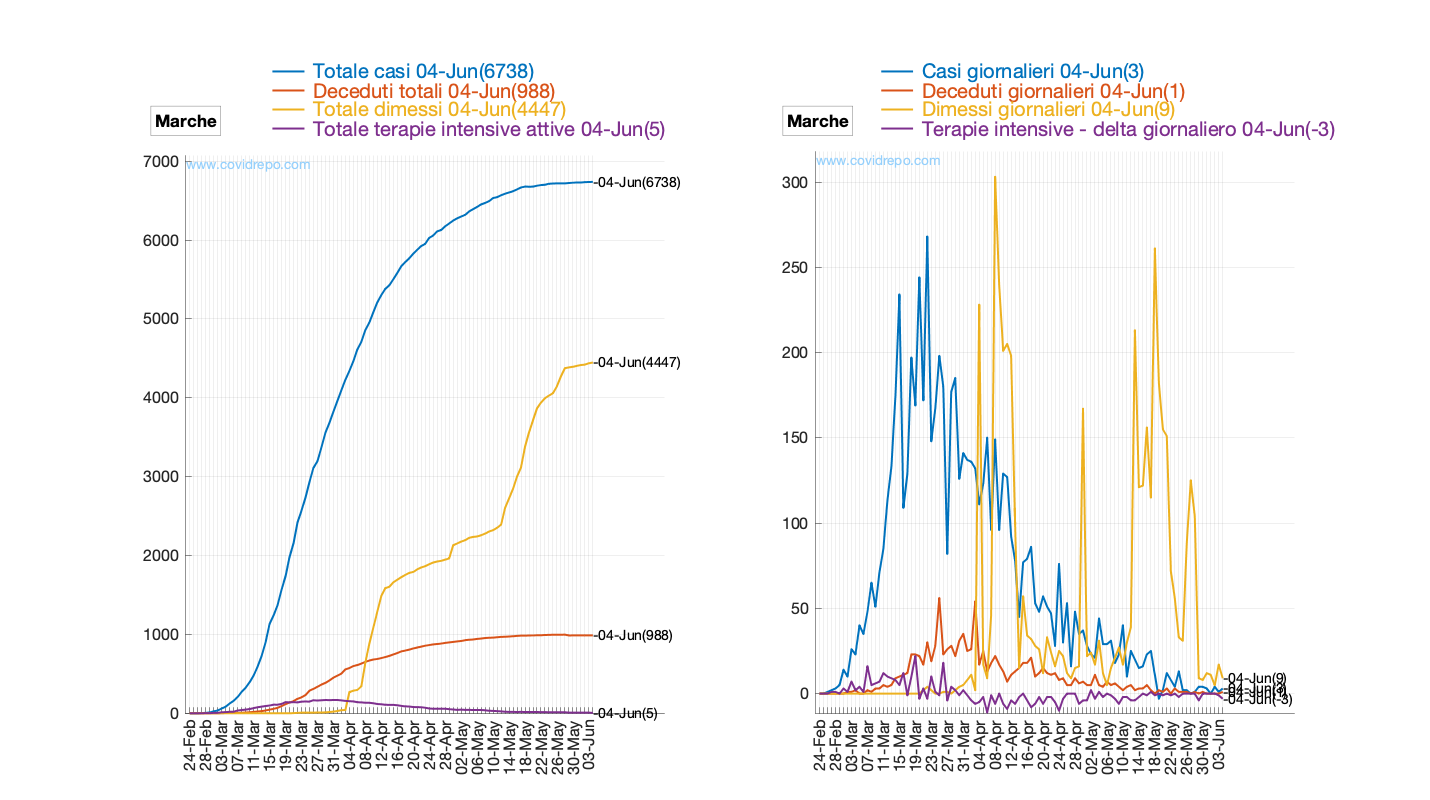 Totale casi 04-Jun(6738)
Deceduti totali 04-Jun(988)
Totale dimessi 04-Jun(4447)
Totale terapie intensive attive 04-Jun(5)
Marche
www.covidrepo.com
7000
6000
5000
4000
3000
2000
1000
0
-04-Jun(6738)
-04-Jun(4447)
-04-Jun(988)
-04-Jun(5)
24-Feb
28-Feb
03-Mar
07-Mar
11-Mar
15-Mar
19-Mar
23-Mar
27-Mar
31-Mar
04-Apr
08-Apr
12-Apr
16-Apr
20-Apr
24-Apr
28-Apr
02-May
06-May
10-May
14-May
18-May
22-May
26-May
30-May
03-Jun
Casi giornalieri 04-Jun(3)
Deceduti giornalieri 04-Jun(1)
Dimessi giornalieri 04-Jun(9)
Terapie intensive - delta giornaliero 04-Jun(-3)
Marche
www.covidrepo.com
300
250
200
150
100
50
0
-04-Jun(9)
-04-Jun(3)
-04-Jun(1)
-04-Jun(-3)
24-Feb
28-Feb
03-Mar
07-Mar
11-Mar
15-Mar
19-Mar
23-Mar
27-Mar
31-Mar
04-Apr
08-Apr
12-Apr
16-Apr
20-Apr
24-Apr
28-Apr
02-May
06-May
10-May
14-May
18-May
22-May
26-May
30-May
03-Jun